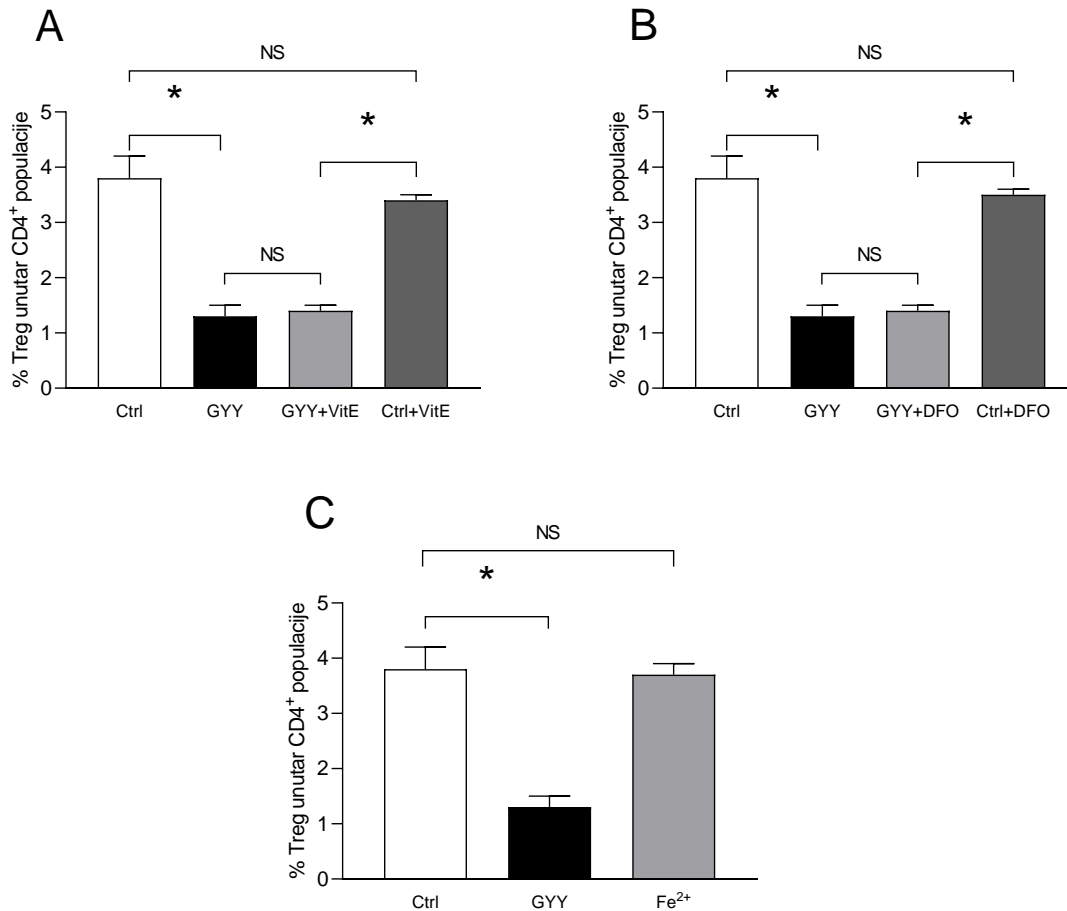 A
NS
*
*
NS
% Treg unutar CD4⁺ populacije
5
4
3
2
1
0
Ctrl
GYY
GYY+VitE
Ctrl+VitE
B
NS
*
*
NS
% Treg unutar CD4⁺ populacije
5
4
3
2
1
0
Ctrl
GYY
GYY+DFO
Ctrl+DFO
C
NS
*
% Treg unutar CD4⁺ populacije
5
4
3
2
1
0
Ctrl
GYY
Fe²⁺